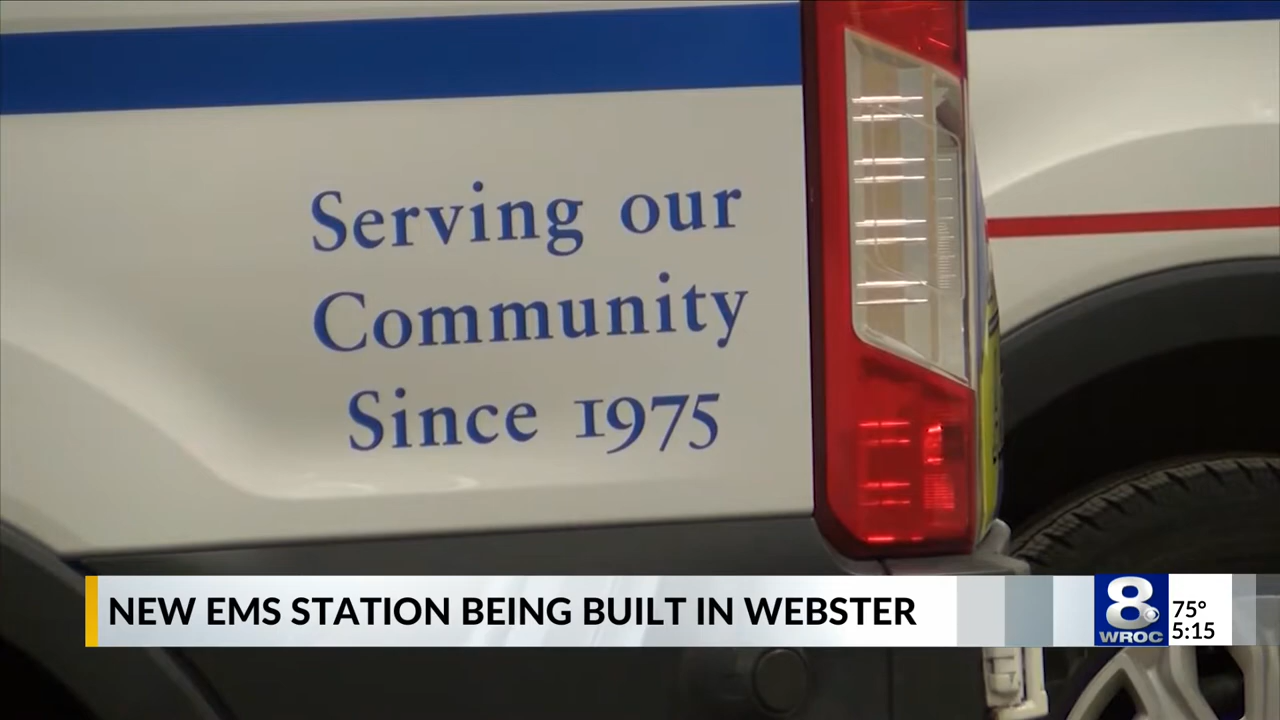 Serving our
Community
Since 1975
NEW EMS STATION BEING BUILT IN WEBSTER
8
WROC
75°
5:15